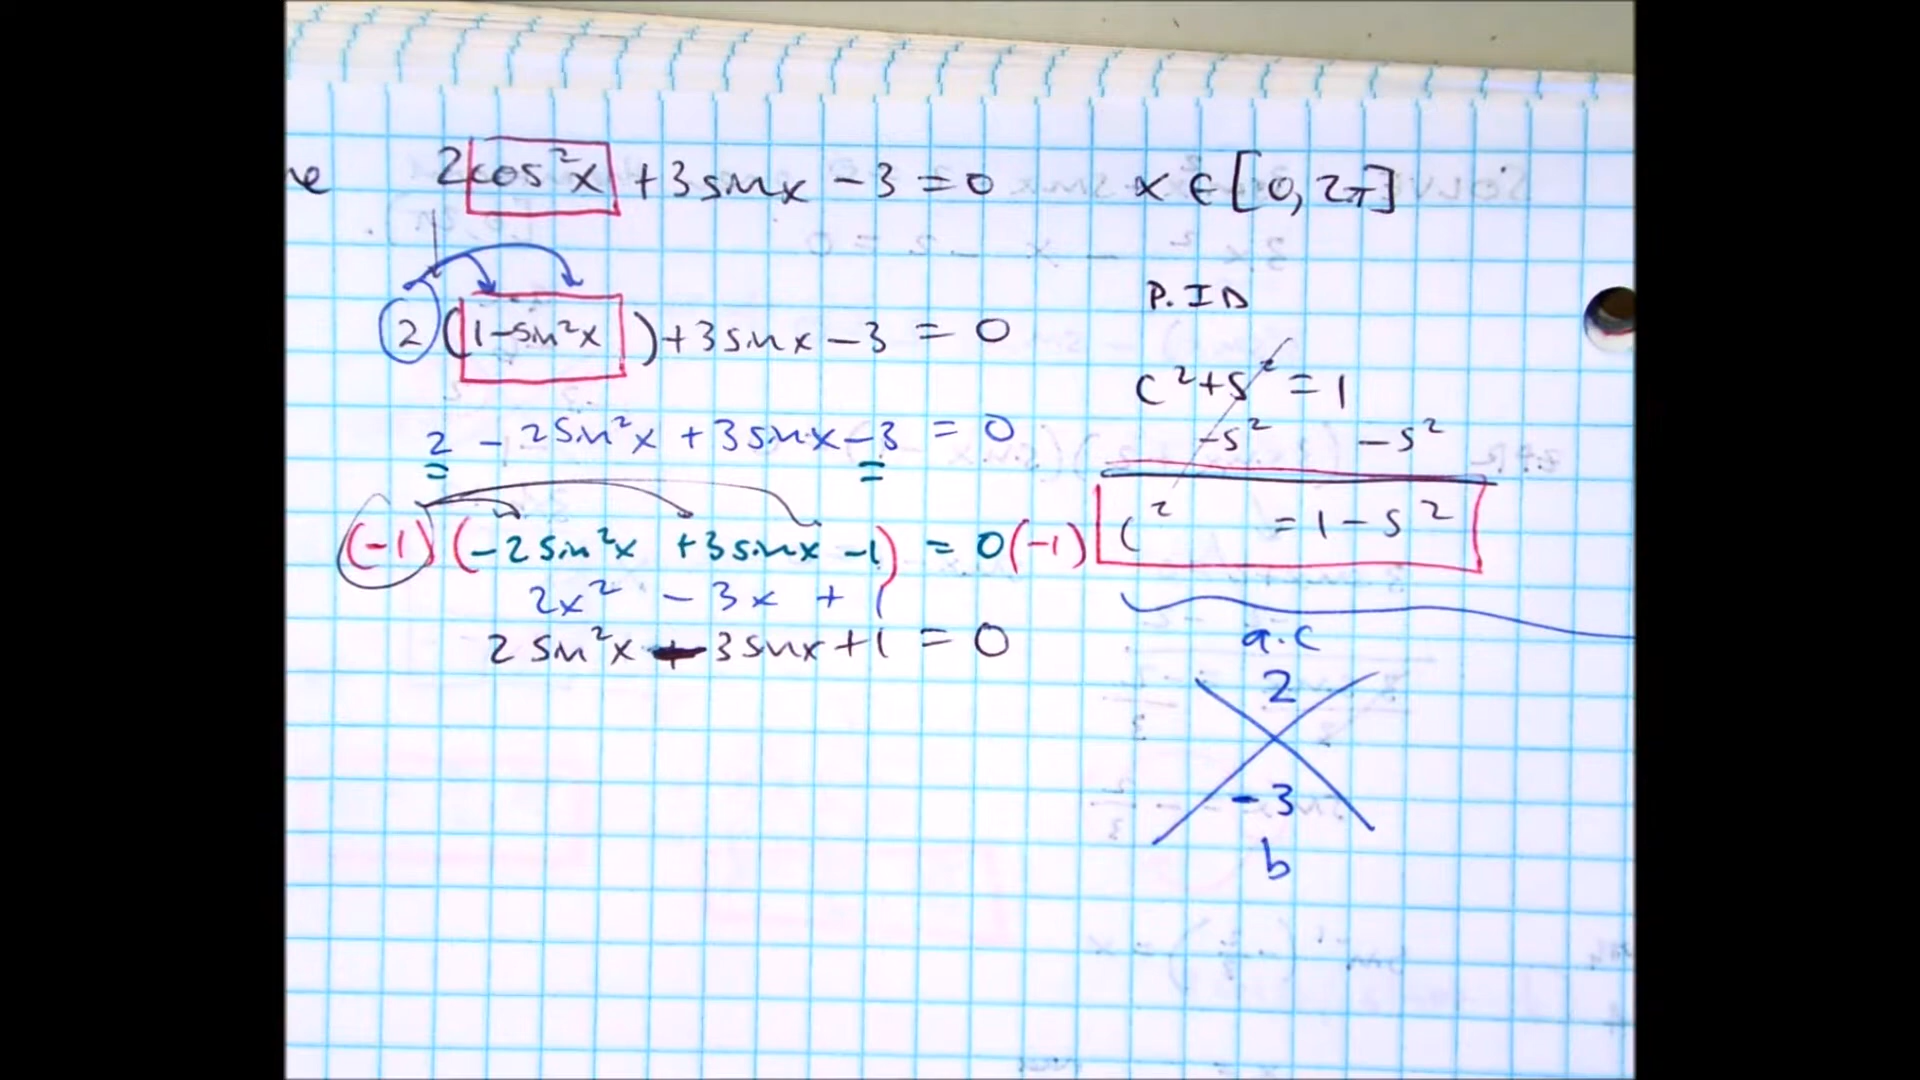 ve 2cos²x +3sinx -3 = 0 x ∈ [0, 2π]
2 (1-sin²x) +3sinx -3 = 0
2 - 2sin²x +3sinx -3 = 0
(-1) (-2sin²x +3sinx -1) = 0(-1)
2x² - 3x + 1
2sin²x - 3sinx +1 = 0
P. ID
c²+s² = 1
-s² -s²
c² = 1-s²
a.c
2
-3
b